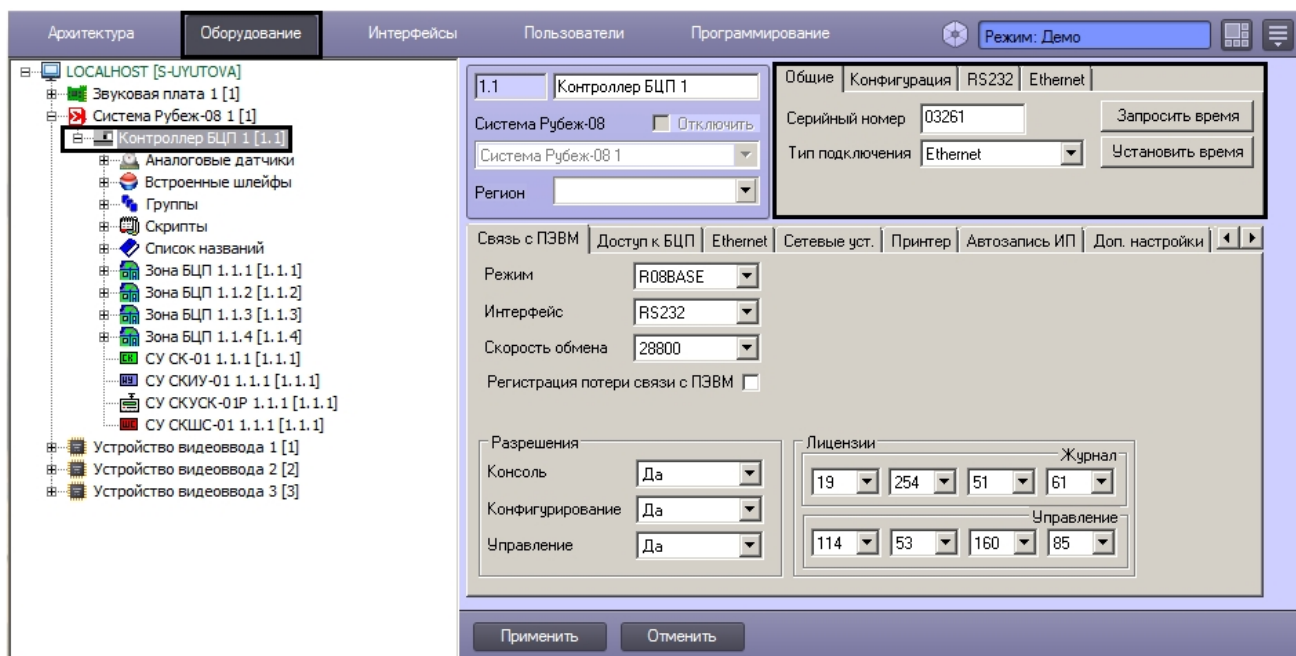 Архитектура Оборудование Интерфейсы Пользователи Программирование Режим: Демо
LOCALHOST [S-UYUTOVA]
Звуковая плата 1 [1]
Система Рубеж-08 1 [1]
Контроллер БЦП 1 [1.1]
Аналоговые датчики
Встроенные шлейфы
Группы
Скрипты
Список названий
Зона БЦП 1.1.1 [1.1.1]
Зона БЦП 1.1.2 [1.1.2]
Зона БЦП 1.1.3 [1.1.3]
Зона БЦП 1.1.4 [1.1.4]
СК СУ СК-01 1.1.1 [1.1.1]
ИУ СУ СКИУ-01 1.1.1 [1.1.1]
СУ СКУСК-01Р 1.1.1 [1.1.1]
ШС СУ СКШС-01 1.1.1 [1.1.1]
Устройство видеоввода 1 [1]
Устройство видеоввода 2 [2]
Устройство видеоввода 3 [3]
1.1 Контроллер БЦП 1
Система Рубеж-08 Отключить
Система Рубеж-08 1
Регион
Общие Конфигурация RS232 Ethernet
Серийный номер 03261 Запросить время
Тип подключения Ethernet Установить время
Связь с ПЭВМ Доступ к БЦП Ethernet Сетевые уст. Принтер Автозапись ИП Доп. настройки
Режим R08BASE
Интерфейс RS232
Скорость обмена 28800
Регистрация потери связи с ПЭВМ
Разрешения
Консоль Да
Конфигурирование Да
Управление Да
Лицензии
Журнал
19 254 51 61
Управление
114 53 160 85
Применить Отменить